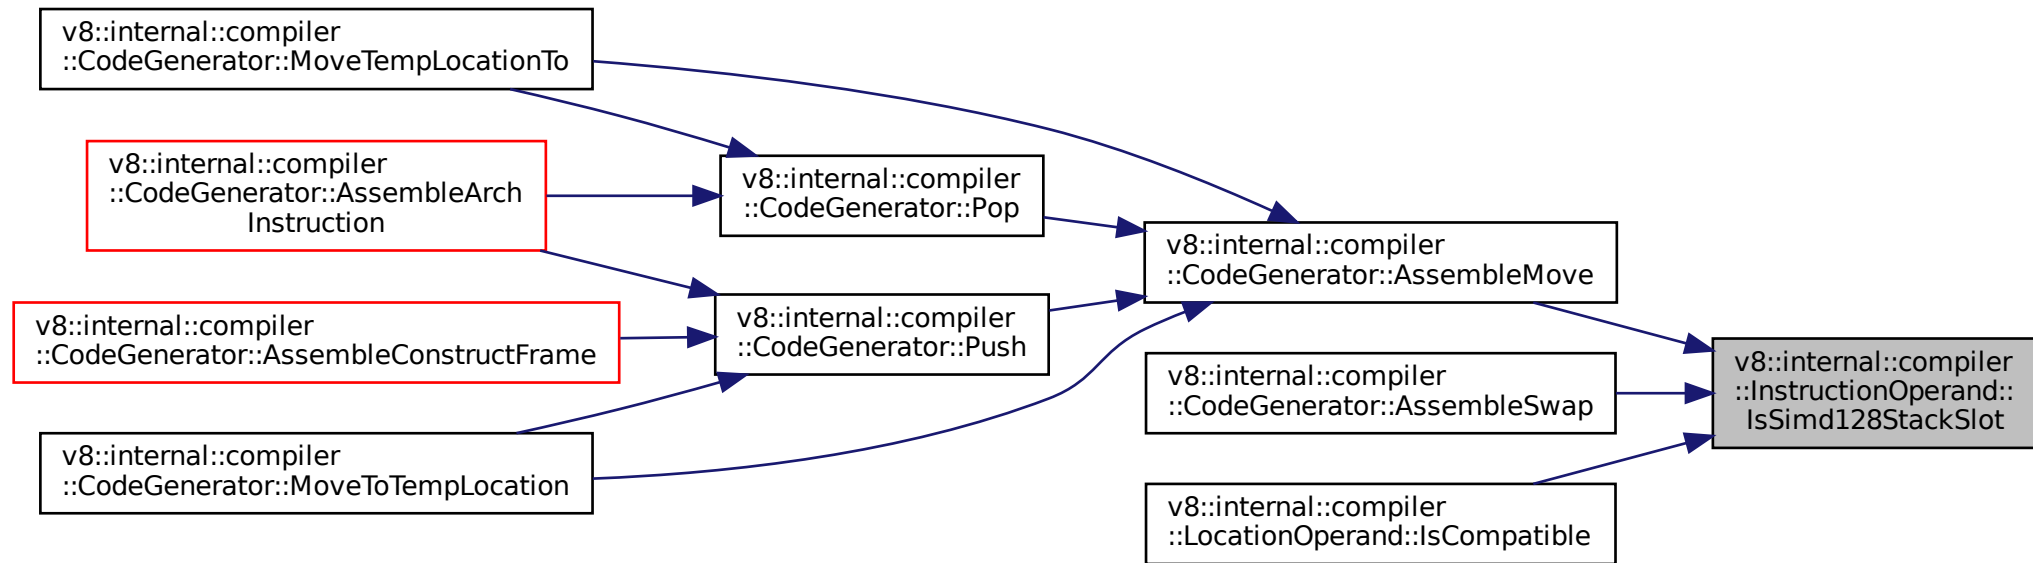 v8::internal::compiler
::CodeGenerator::MoveTempLocationTo
v8::internal::compiler
::CodeGenerator::AssembleArch
Instruction
v8::internal::compiler
::CodeGenerator::AssembleConstructFrame
v8::internal::compiler
::CodeGenerator::MoveToTempLocation
v8::internal::compiler
::CodeGenerator::Pop
v8::internal::compiler
::CodeGenerator::Push
v8::internal::compiler
::CodeGenerator::AssembleMove
v8::internal::compiler
::CodeGenerator::AssembleSwap
v8::internal::compiler
::LocationOperand::IsCompatible
v8::internal::compiler
::InstructionOperand::
IsSimd128StackSlot